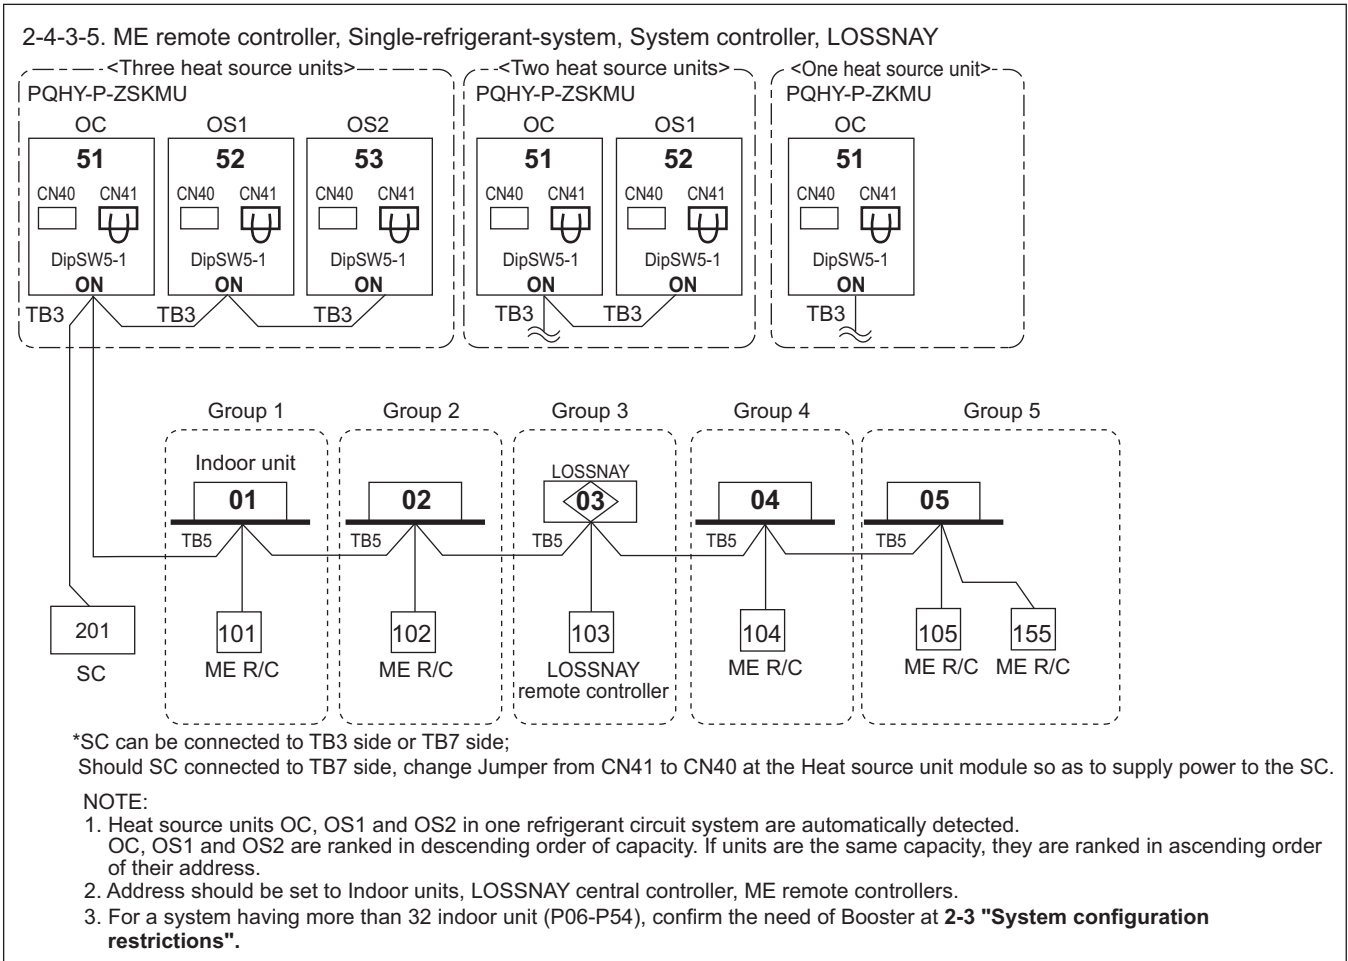 2-4-3-5. ME remote controller, Single-refrigerant-system, System controller, LOSSNAY
<Three heat source units> <Two heat source units> <One heat source unit>
PQHY-P-ZSKMU PQHY-P-ZSKMU PQHY-P-ZKMU
OC OS1 OS2 OC OS1 OC
51 52 53 51 52 51
CN40 CN41 CN40 CN41 CN40 CN41 CN40 CN41 CN40 CN41 CN40 CN41
DipSW5-1 DipSW5-1 DipSW5-1 DipSW5-1 DipSW5-1 DipSW5-1
ON ON ON ON ON ON
TB3 TB3 TB3 TB3 TB3 TB3
Group 1 Group 2 Group 3 Group 4 Group 5
Indoor unit LOSSNAY
01 02 03 04 05
TB5 TB5 TB5 TB5 TB5
201 101 102 103 104 105 155
SC ME R/C ME R/C LOSSNAY ME R/C ME R/C ME R/C
remote controller
*SC can be connected to TB3 side or TB7 side;
Should SC connected to TB7 side, change Jumper from CN41 to CN40 at the Heat source unit module so as to supply power to the SC.
NOTE:
1. Heat source units OC, OS1 and OS2 in one refrigerant circuit system are automatically detected.
OC, OS1 and OS2 are ranked in descending order of capacity. If units are the same capacity, they are ranked in ascending order
of their address.
2. Address should be set to Indoor units, LOSSNAY central controller, ME remote controllers.
3. For a system having more than 32 indoor unit (P06-P54), confirm the need of Booster at 2-3 "System configuration
restrictions".